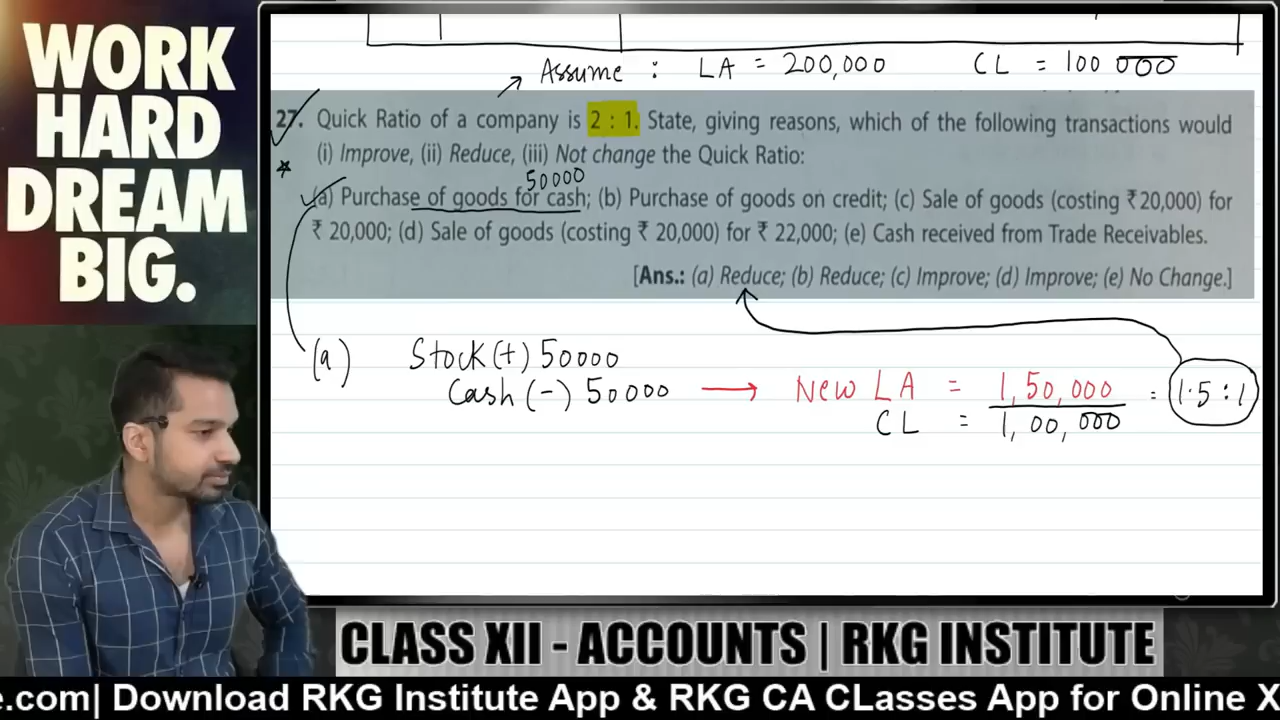 WORK
HARD
DREAM
BIG.
Assume : LA = 200,000 CL = 100 000
27. Quick Ratio of a company is 2 : 1. State, giving reasons, which of the following transactions would
(i) Improve, (ii) Reduce, (iii) Not change the Quick Ratio:
50000
(a) Purchase of goods for cash; (b) Purchase of goods on credit; (c) Sale of goods (costing ₹ 20,000) for
₹ 20,000; (d) Sale of goods (costing ₹ 20,000) for ₹ 22,000; (e) Cash received from Trade Receivables.
[Ans.: (a) Reduce; (b) Reduce; (c) Improve; (d) Improve; (e) No Change.]
(a) Stock (+) 50000
Cash (-) 50000 → New LA = 1,50,000 = 1.5 : 1
CL = 1,00,000
CLASS XII - ACCOUNTS | RKG INSTITUTE
e.com| Download RKG Institute App & RKG CA CLasses App for Online X